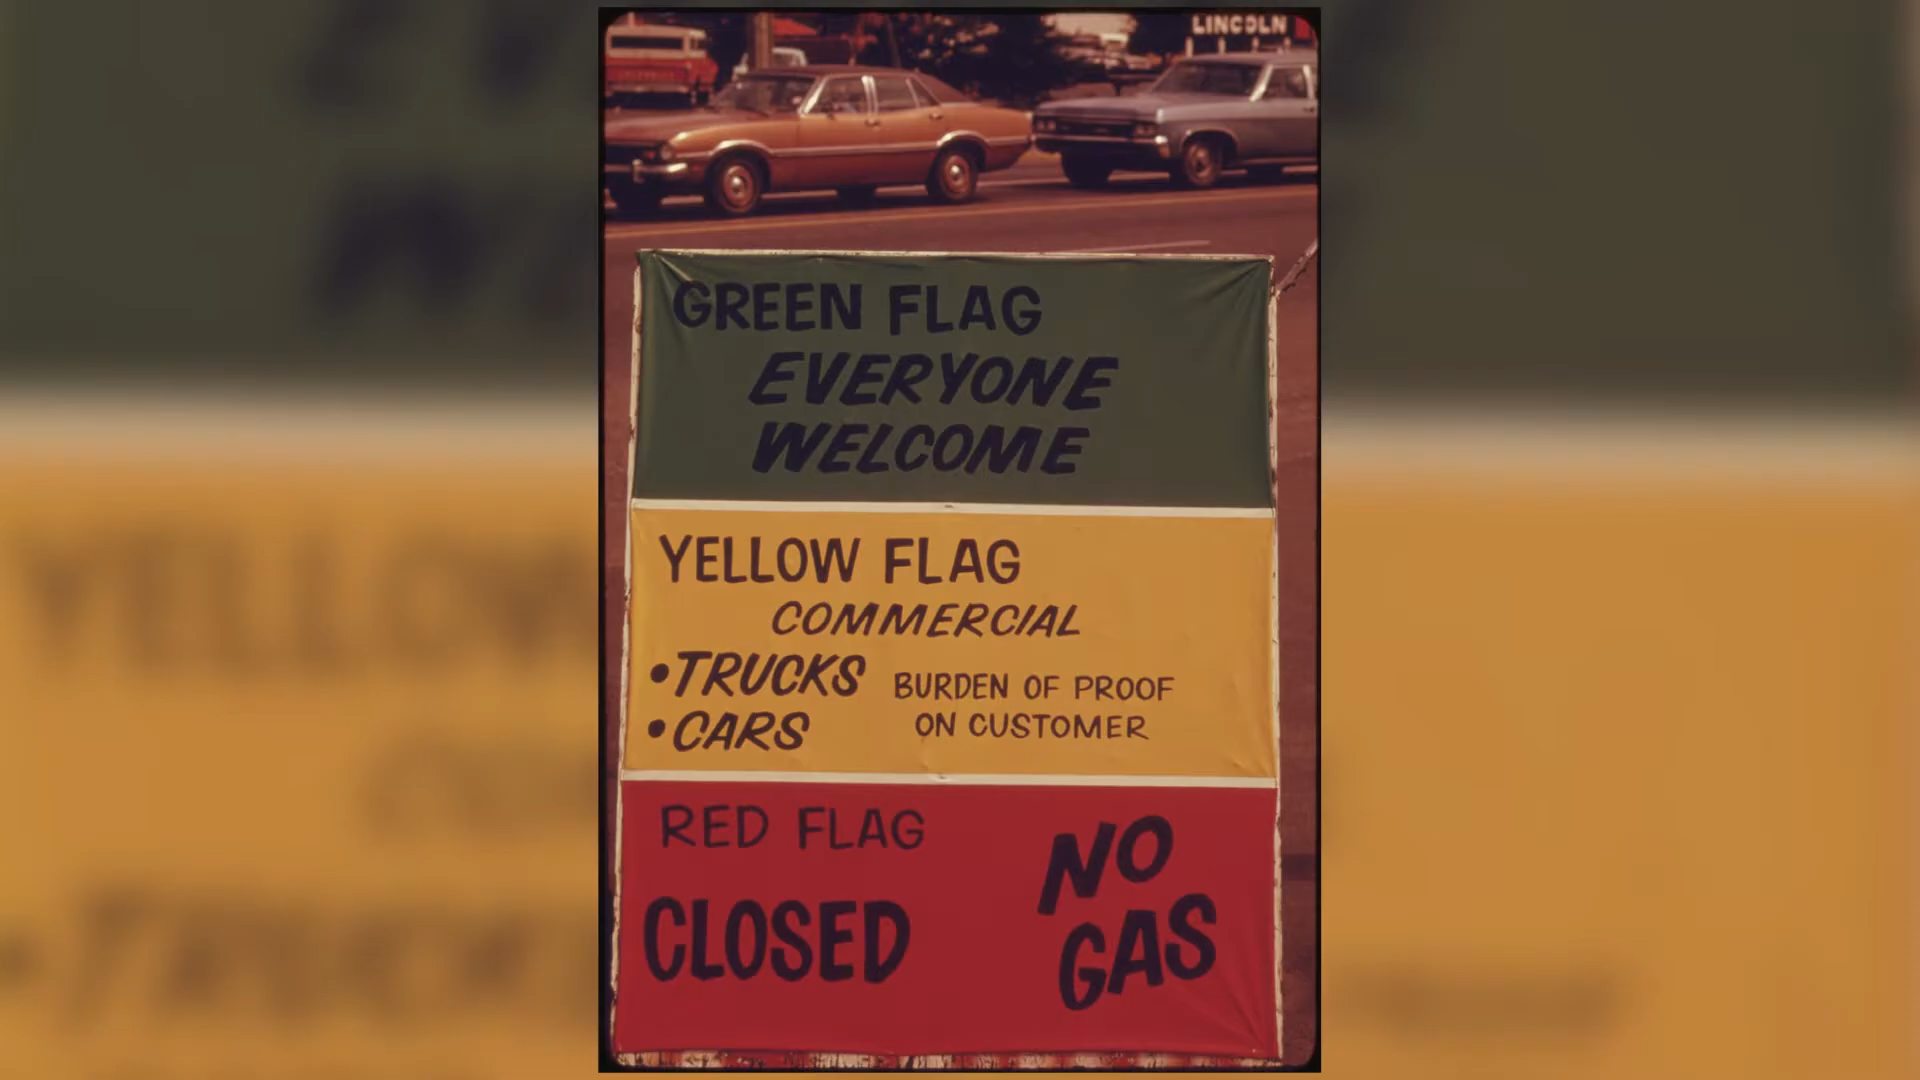 LINCOLN
GREEN FLAG
EVERYONE
WELCOME
YELLOW FLAG
COMMERCIAL
•TRUCKS
•CARS
BURDEN OF PROOF
ON CUSTOMER
RED FLAG
CLOSED
NO
GAS